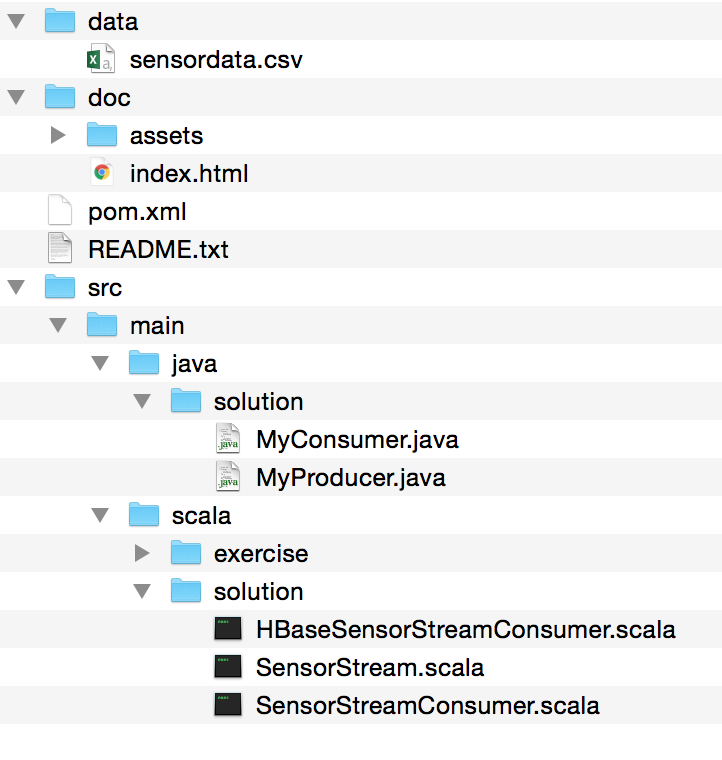 data
sensordata.csv
doc
assets
index.html
pom.xml
README.txt
src
main
java
solution
MyConsumer.java
MyProducer.java
scala
exercise
solution
HBaseSensorStreamConsumer.scala
SensorStream.scala
SensorStreamConsumer.scala